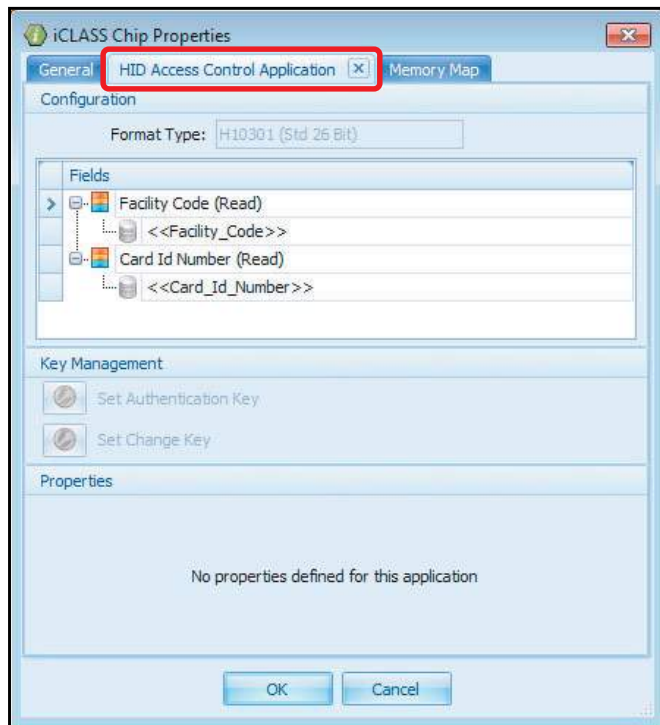 iCLASS Chip Properties
General HID Access Control Application Memory Map
Configuration
Format Type: H10301 (Std 26 Bit)
Fields
Facility Code (Read)
<<Facility_Code>>
Card Id Number (Read)
<<Card_Id_Number>>
Key Management
Set Authentication Key
Set Change Key
Properties
No properties defined for this application
OK Cancel